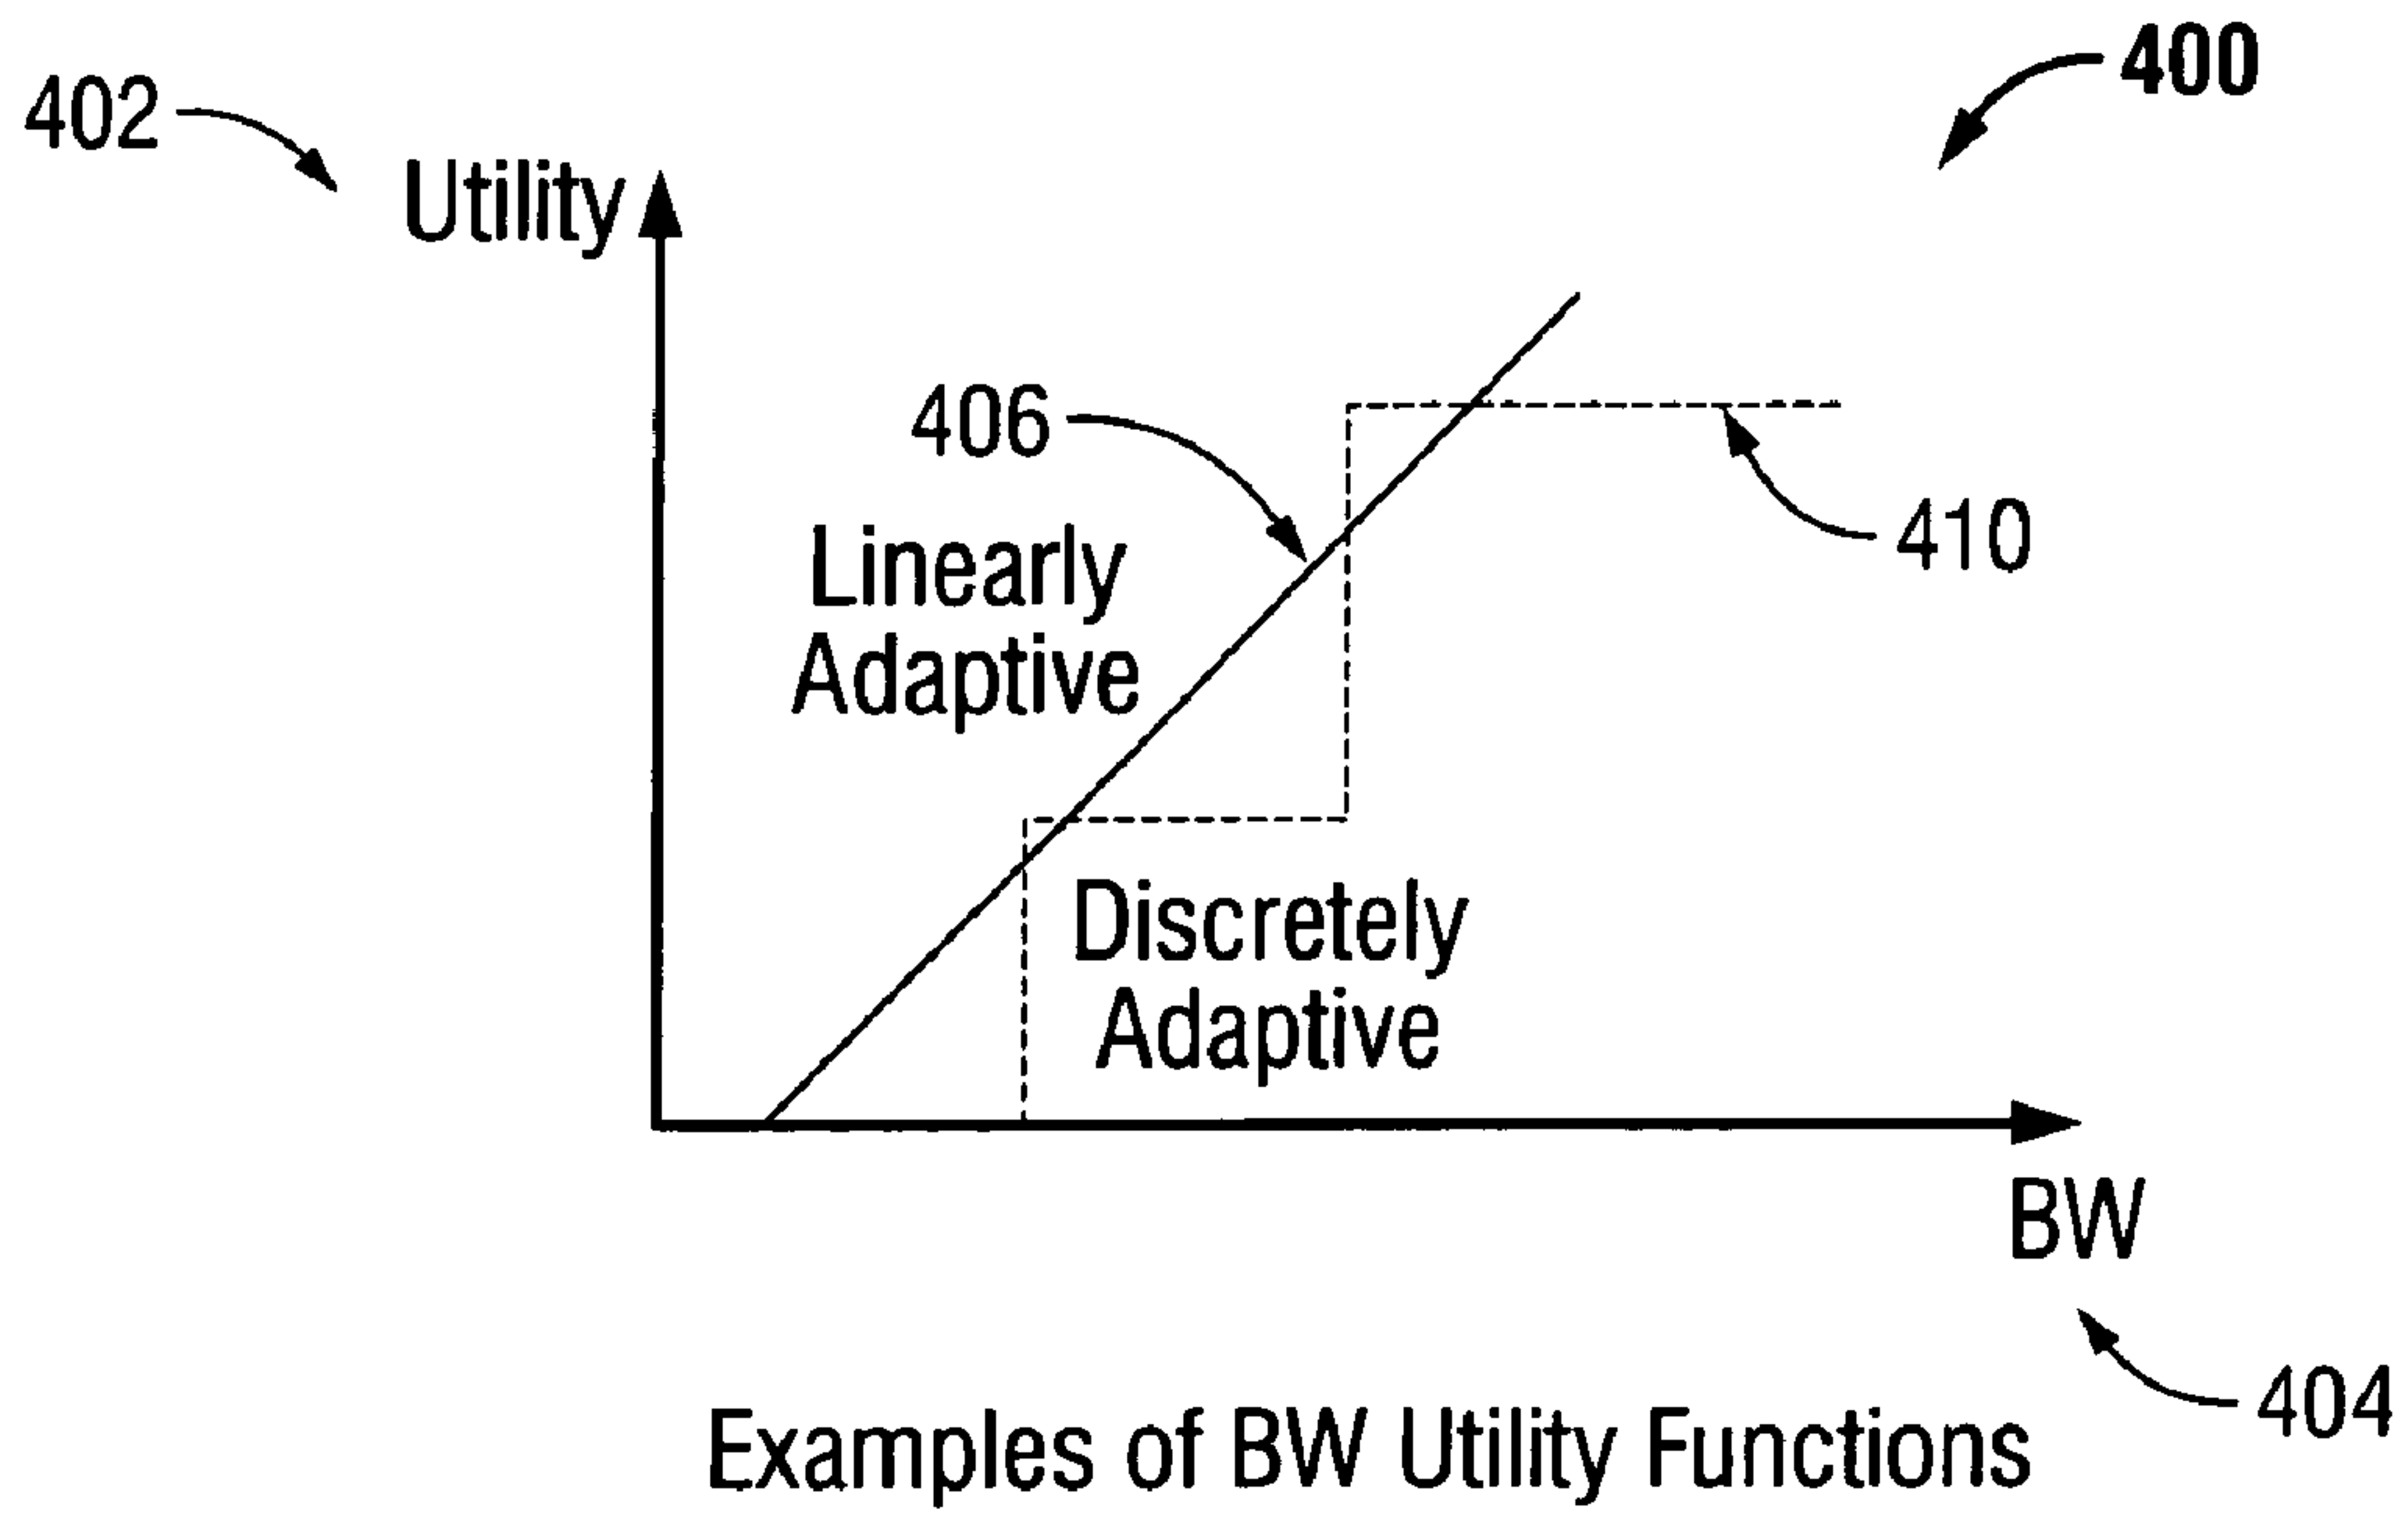 400
402
Utility
406
410
Linearly
Adaptive
Discretely
Adaptive
BW
404
Examples of BW Utility Functions